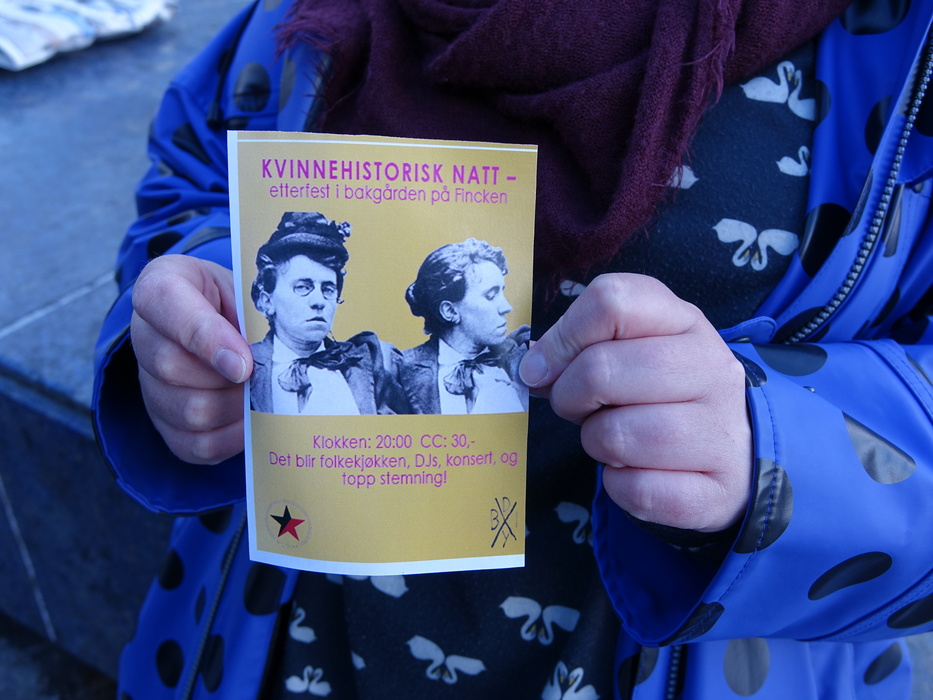 KVINNEHISTORISK NATT –
etterfest i bakgården på Fincken
Klokken: 20:00 CC: 30,-
Det blir folkekjøkken, DJs, konsert, og
topp stemning!
D
B I
Y